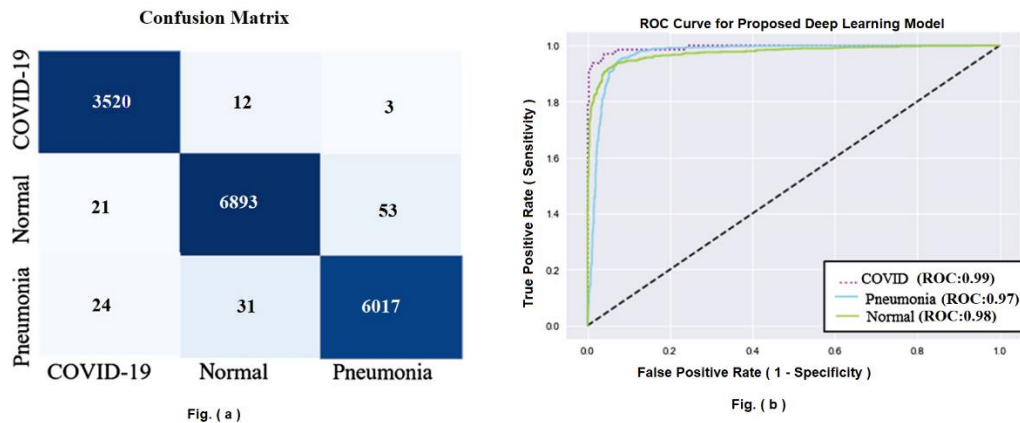 Confusion Matrix
COVID-19
3520 12 3
Normal
21 6893 53
Pneumonia
24 31 6017
COVID-19 Normal Pneumonia
Fig. ( a )
ROC Curve for Proposed Deep Learning Model
True Positive Rate ( Sensitivity )
1.0
1.8
1.6
1.4
1.2
0.0
COVID (ROC:0.99)
Pneumonia (ROC:0.97)
Normal (ROC:0.98)
0.0 0.2 0.4 0.6 0.8 1.0
False Positive Rate ( 1 - Specificity )
Fig. ( b )